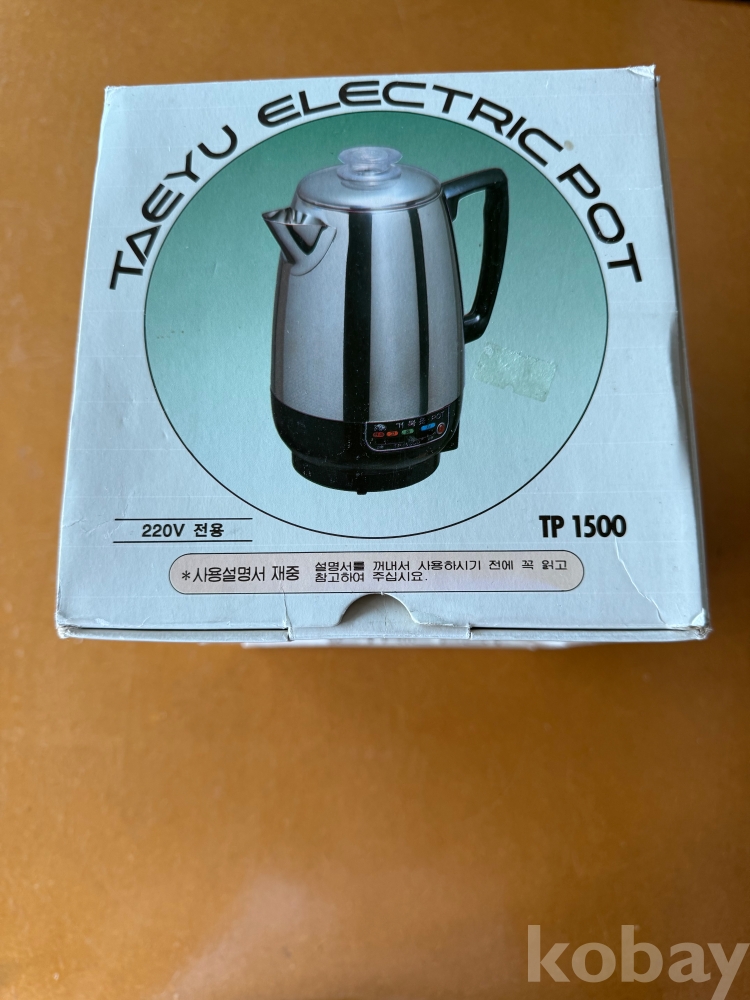 TAEYU ELECTRIC POT
220V 전용
TP 1500
*사용설명서 재중
설명서를 꺼내서 사용하시기 전에 꼭 읽고
참고하여 주십시요.
kobay